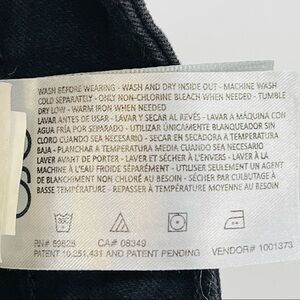 WASH BEFORE WEARING - WASH AND DRY INSIDE OUT - MACHINE WASH
COLD SEPARATELY - ONLY NON-CHLORINE BLEACH WHEN NEEDED - TUMBLE
DRY LOW - WARM IRON WHEN NEEDED
LAVAR ANTES DE USAR - LAVAR Y SECAR AL REVÉS - LAVAR A MÁQUINA CON
AGUA FRÍA POR SEPARADO - UTILIZAR ÚNICAMENTE BLANQUEADOR SIN
CLORO CUANDO SEA NECESARIO - SECAR EN SECADORA A TEMPERATURA
BAJA - PLANCHAR A TEMPERATURA MEDIA CUANDO SEA NECESARIO
LAVER AVANT DE PORTER - LAVER ET SÉCHER À L'ENVERS - LAVER À LA
MACHINE À L'EAU FROIDE SÉPARÉMENT - UTILISER SEULEMENT UN AGENT
DE BLANCHIMENT NON CHLORÉ AU BESOIN - SÉCHER PAR CULBUTAGE À
BASSE TEMPÉRATURE - REPASSER À TEMPÉRATURE MOYENNE AU BESOIN
RN# 69825 CA# 08349 VENDOR# 1001373
PATENT 10,251,431 AND PATENT PENDING